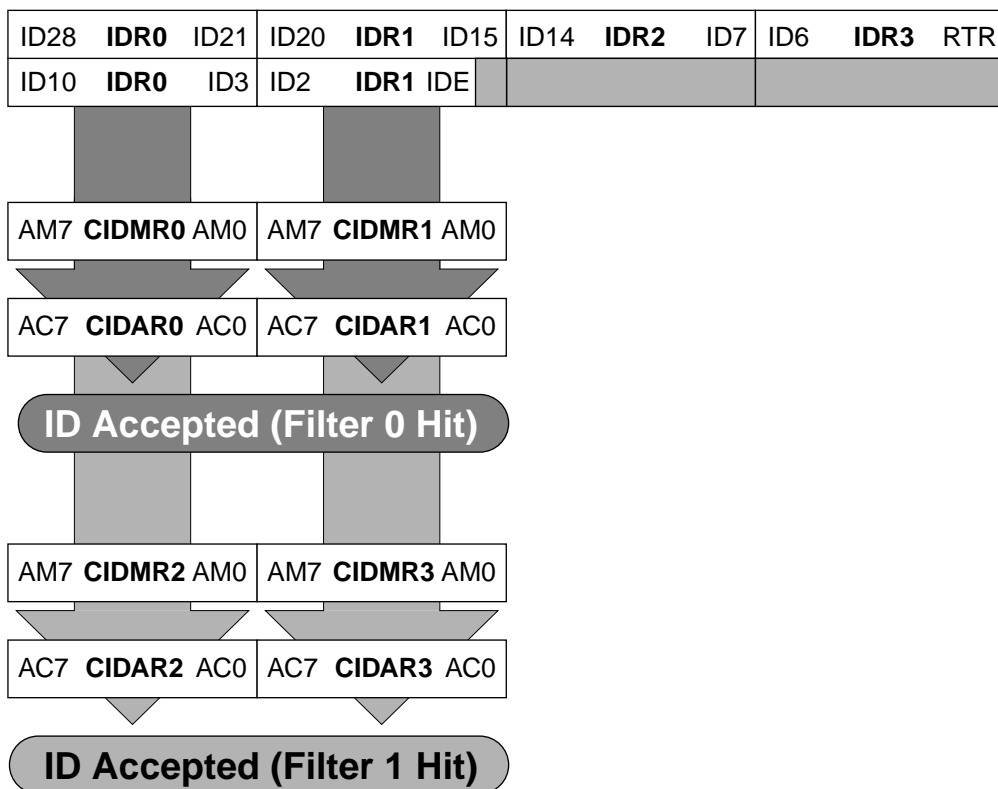 ID28 IDR0 ID21 ID20 IDR1 ID15 ID14 IDR2 ID7 ID6 IDR3 RTR
ID10 IDR0 ID3 ID2 IDR1 IDE
AM7 CIDMR0 AM0 AM7 CIDMR1 AM0
AC7 CIDAR0 AC0 AC7 CIDAR1 AC0
ID Accepted (Filter 0 Hit)
AM7 CIDMR2 AM0 AM7 CIDMR3 AM0
AC7 CIDAR2 AC0 AC7 CIDAR3 AC0
ID Accepted (Filter 1 Hit)